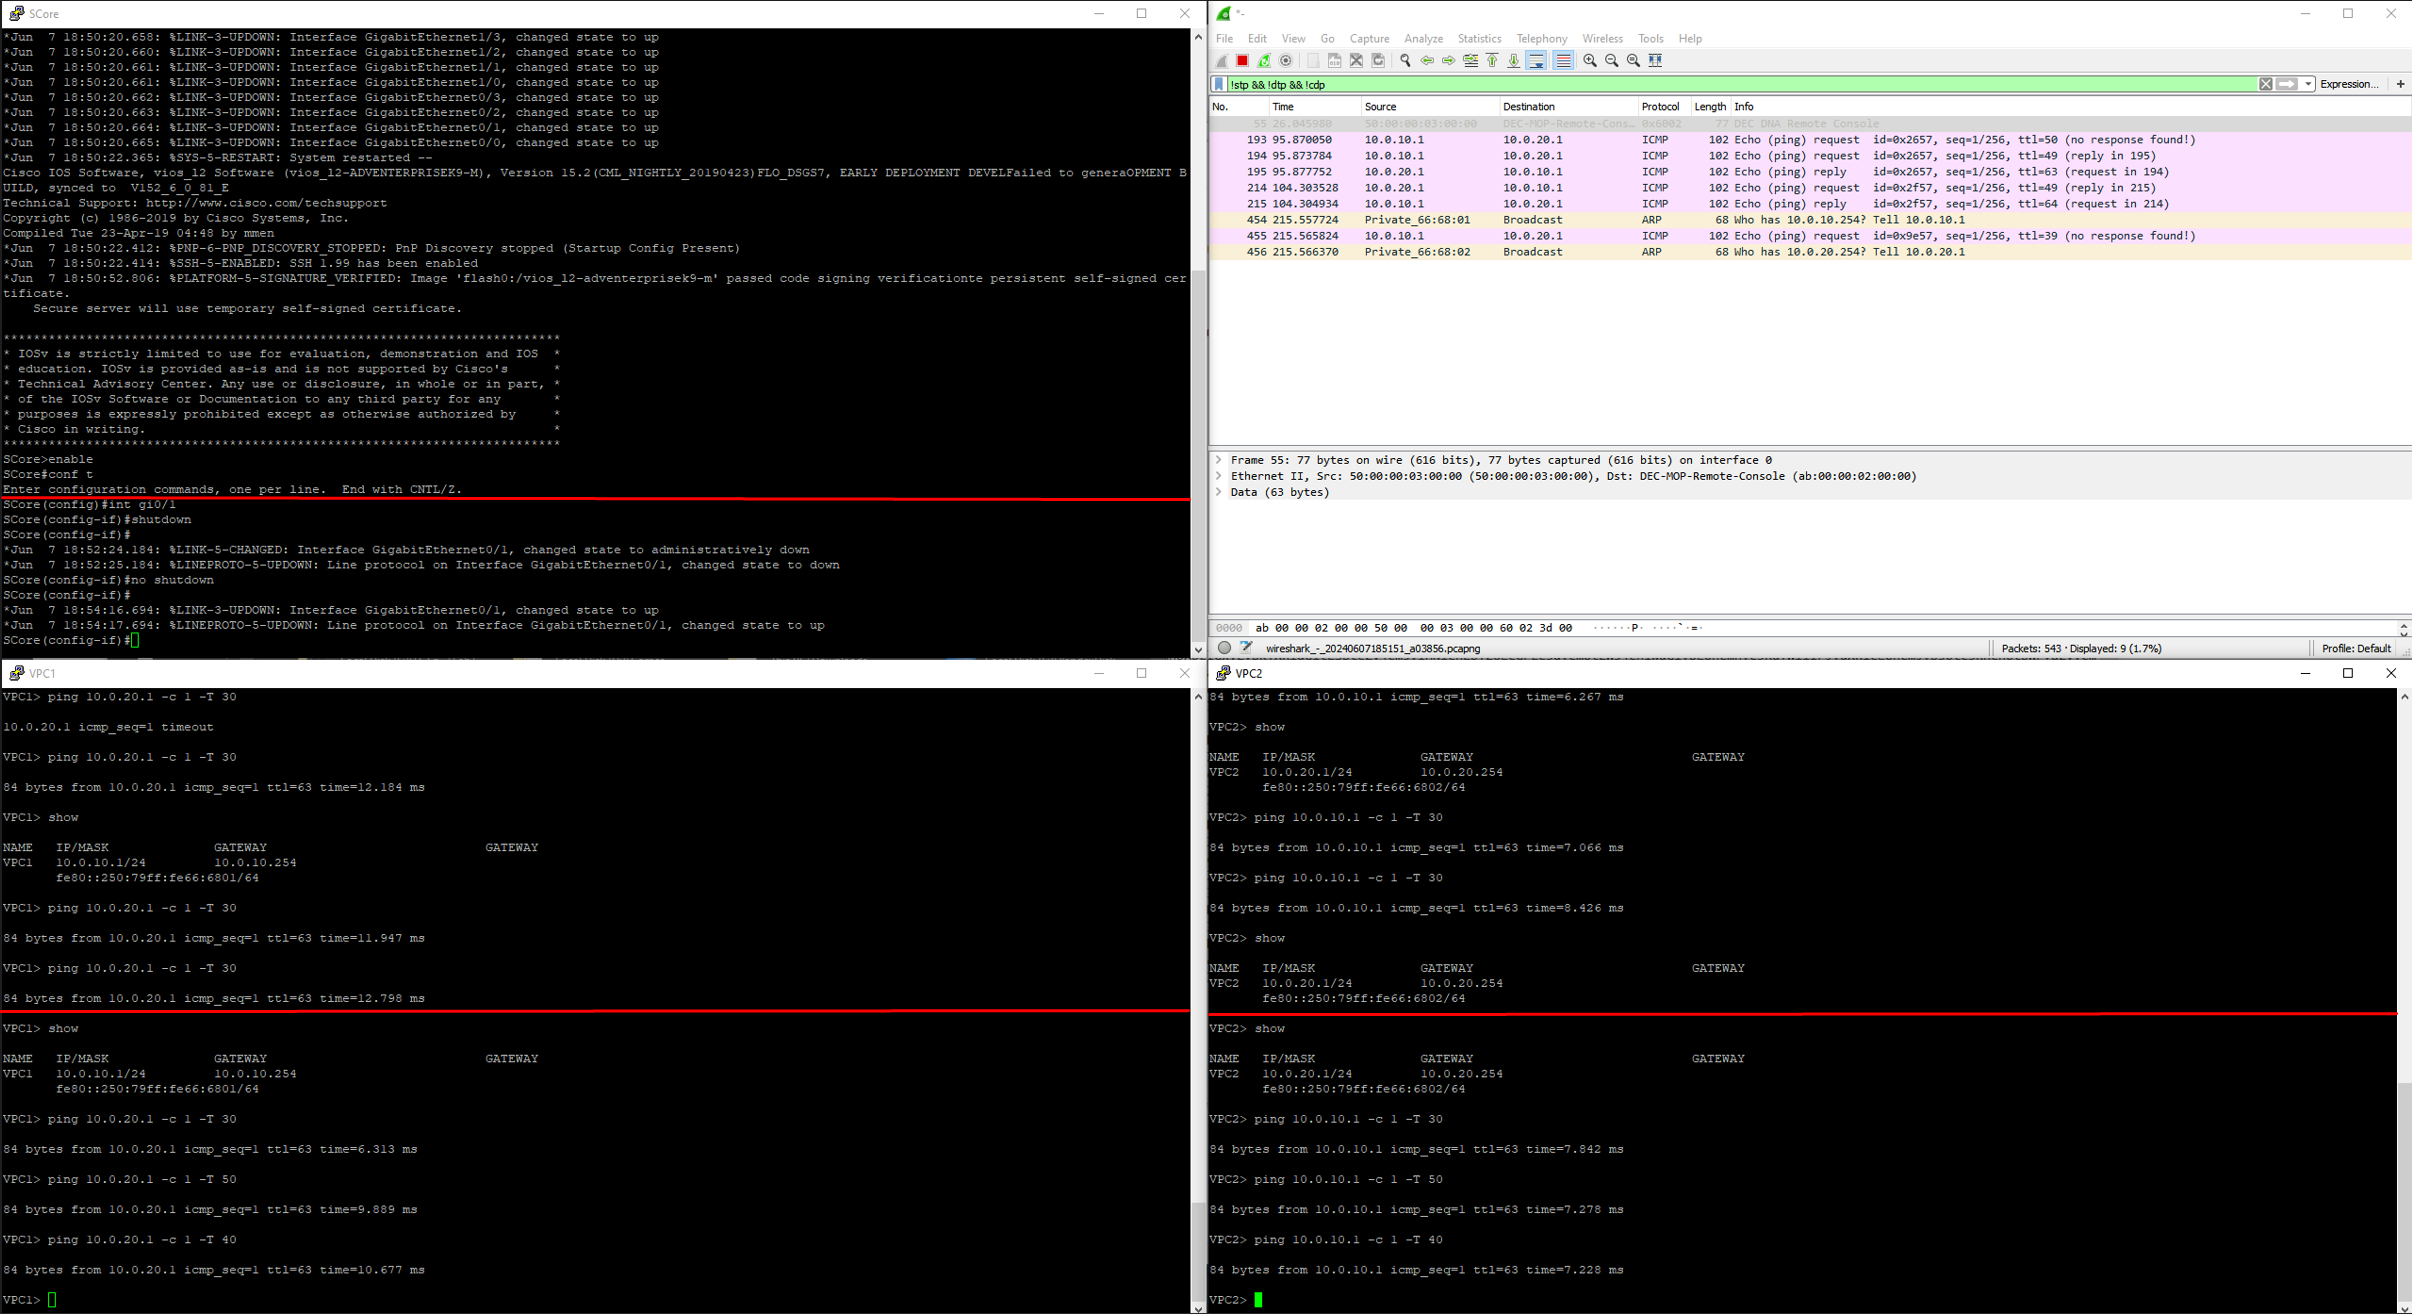 SCore
*Jun  7 18:50:20.658: %LINK-3-UPDOWN: Interface GigabitEthernet1/3, changed state to up
*Jun  7 18:50:20.660: %LINK-3-UPDOWN: Interface GigabitEthernet1/2, changed state to up
*Jun  7 18:50:20.661: %LINK-3-UPDOWN: Interface GigabitEthernet1/1, changed state to up
*Jun  7 18:50:20.661: %LINK-3-UPDOWN: Interface GigabitEthernet1/0, changed state to up
*Jun  7 18:50:20.662: %LINK-3-UPDOWN: Interface GigabitEthernet0/3, changed state to up
*Jun  7 18:50:20.663: %LINK-3-UPDOWN: Interface GigabitEthernet0/2, changed state to up
*Jun  7 18:50:20.664: %LINK-3-UPDOWN: Interface GigabitEthernet0/1, changed state to up
*Jun  7 18:50:20.665: %LINK-3-UPDOWN: Interface GigabitEthernet0/0, changed state to up
*Jun  7 18:50:22.365: %SYS-5-RESTART: System restarted --
Cisco IOS Software, vios_l2 Software (vios_l2-ADVENTERPRISEK9-M), Version 15.2(CML_NIGHTLY_20190423)FLO_DSGS7, EARLY DEPLOYMENT DEVELFailed to generaOPMENT B
UILD, synced to  V152_6_0_81_E
Technical Support: http://www.cisco.com/techsupport
Copyright (c) 1986-2019 by Cisco Systems, Inc.
Compiled Tue 23-Apr-19 04:48 by mmen
*Jun  7 18:50:22.412: %PNP-6-PNP_DISCOVERY_STOPPED: PnP Discovery stopped (Startup Config Present)
*Jun  7 18:50:22.414: %SSH-5-ENABLED: SSH 1.99 has been enabled
*Jun  7 18:50:52.806: %PLATFORM-5-SIGNATURE_VERIFIED: Image 'flash0:/vios_l2-adventerprisek9-m' passed code signing verificationte persistent self-signed cer
tificate.
    Secure server will use temporary self-signed certificate.
**************************************************************************
* IOSv is strictly limited to use for evaluation, demonstration and IOS  *
* education. IOSv is provided as-is and is not supported by Cisco's      *
* Technical Advisory Center. Any use or disclosure, in whole or in part, *
* of the IOSv Software or Documentation to any third party for any       *
* purposes is expressly prohibited except as otherwise authorized by     *
* Cisco in writing.                                                      *
**************************************************************************
SCore>enable
SCore#conf t
Enter configuration commands, one per line.  End with CNTL/Z.
SCore(config)#int gi0/1
SCore(config-if)#shutdown
SCore(config-if)#
*Jun  7 18:52:24.184: %LINK-5-CHANGED: Interface GigabitEthernet0/1, changed state to administratively down
*Jun  7 18:52:25.184: %LINEPROTO-5-UPDOWN: Line protocol on Interface GigabitEthernet0/1, changed state to down
SCore(config-if)#no shutdown
SCore(config-if)#
*Jun  7 18:54:16.694: %LINK-3-UPDOWN: Interface GigabitEthernet0/1, changed state to up
*Jun  7 18:54:17.694: %LINEPROTO-5-UPDOWN: Line protocol on Interface GigabitEthernet0/1, changed state to up
SCore(config-if)#
*-
File Edit View Go Capture Analyze Statistics Telephony Wireless Tools Help
!stp && !dtp && !cdp Expression... +
No. Time Source Destination Protocol Length Info
55 26.045980 50:00:00:03:00:00 DEC-MOP-Remote-Cons… 0x6002 77 DEC DNA Remote Console
193 95.870050 10.0.10.1 10.0.20.1 ICMP 102 Echo (ping) request  id=0x2657, seq=1/256, ttl=50 (no response found!)
194 95.873784 10.0.10.1 10.0.20.1 ICMP 102 Echo (ping) request  id=0x2657, seq=1/256, ttl=49 (reply in 195)
195 95.877752 10.0.20.1 10.0.10.1 ICMP 102 Echo (ping) reply    id=0x2657, seq=1/256, ttl=63 (request in 194)
214 104.303528 10.0.20.1 10.0.10.1 ICMP 102 Echo (ping) request  id=0x2f57, seq=1/256, ttl=49 (reply in 215)
215 104.304934 10.0.10.1 10.0.20.1 ICMP 102 Echo (ping) reply    id=0x2f57, seq=1/256, ttl=64 (request in 214)
454 215.557724 Private_66:68:01 Broadcast ARP 68 Who has 10.0.10.254? Tell 10.0.10.1
455 215.565824 10.0.10.1 10.0.20.1 ICMP 102 Echo (ping) request  id=0x9e57, seq=1/256, ttl=39 (no response found!)
456 215.566370 Private_66:68:02 Broadcast ARP 68 Who has 10.0.20.254? Tell 10.0.20.1
Frame 55: 77 bytes on wire (616 bits), 77 bytes captured (616 bits) on interface 0
Ethernet II, Src: 50:00:00:03:00:00 (50:00:00:03:00:00), Dst: DEC-MOP-Remote-Console (ab:00:00:02:00:00)
Data (63 bytes)
0000 ab 00 00 02 00 00 50 00  00 03 00 00 60 02 3d 00 ······P· ····`·=·
wireshark_-_20240607185151_a03856.pcapng Packets: 543 · Displayed: 9 (1.7%) Profile: Default
VPC1
VPC1> ping 10.0.20.1 -c 1 -T 30
10.0.20.1 icmp_seq=1 timeout
VPC1> ping 10.0.20.1 -c 1 -T 30
84 bytes from 10.0.20.1 icmp_seq=1 ttl=63 time=12.184 ms
VPC1> show
NAME   IP/MASK              GATEWAY                             GATEWAY
VPC1   10.0.10.1/24         10.0.10.254
       fe80::250:79ff:fe66:6801/64
VPC1> ping 10.0.20.1 -c 1 -T 30
84 bytes from 10.0.20.1 icmp_seq=1 ttl=63 time=11.947 ms
VPC1> ping 10.0.20.1 -c 1 -T 30
84 bytes from 10.0.20.1 icmp_seq=1 ttl=63 time=12.798 ms
VPC1> show
NAME   IP/MASK              GATEWAY                             GATEWAY
VPC1   10.0.10.1/24         10.0.10.254
       fe80::250:79ff:fe66:6801/64
VPC1> ping 10.0.20.1 -c 1 -T 30
84 bytes from 10.0.20.1 icmp_seq=1 ttl=63 time=6.313 ms
VPC1> ping 10.0.20.1 -c 1 -T 50
84 bytes from 10.0.20.1 icmp_seq=1 ttl=63 time=9.889 ms
VPC1> ping 10.0.20.1 -c 1 -T 40
84 bytes from 10.0.20.1 icmp_seq=1 ttl=63 time=10.677 ms
VPC1>
VPC2
84 bytes from 10.0.10.1 icmp_seq=1 ttl=63 time=6.267 ms
VPC2> show
NAME   IP/MASK              GATEWAY                             GATEWAY
VPC2   10.0.20.1/24         10.0.20.254
       fe80::250:79ff:fe66:6802/64
VPC2> ping 10.0.10.1 -c 1 -T 30
84 bytes from 10.0.10.1 icmp_seq=1 ttl=63 time=7.066 ms
VPC2> ping 10.0.10.1 -c 1 -T 30
84 bytes from 10.0.10.1 icmp_seq=1 ttl=63 time=8.426 ms
VPC2> show
NAME   IP/MASK              GATEWAY                             GATEWAY
VPC2   10.0.20.1/24         10.0.20.254
       fe80::250:79ff:fe66:6802/64
VPC2> show
NAME   IP/MASK              GATEWAY                             GATEWAY
VPC2   10.0.20.1/24         10.0.20.254
       fe80::250:79ff:fe66:6802/64
VPC2> ping 10.0.10.1 -c 1 -T 30
84 bytes from 10.0.10.1 icmp_seq=1 ttl=63 time=7.842 ms
VPC2> ping 10.0.10.1 -c 1 -T 50
84 bytes from 10.0.10.1 icmp_seq=1 ttl=63 time=7.278 ms
VPC2> ping 10.0.10.1 -c 1 -T 40
84 bytes from 10.0.10.1 icmp_seq=1 ttl=63 time=7.228 ms
VPC2>